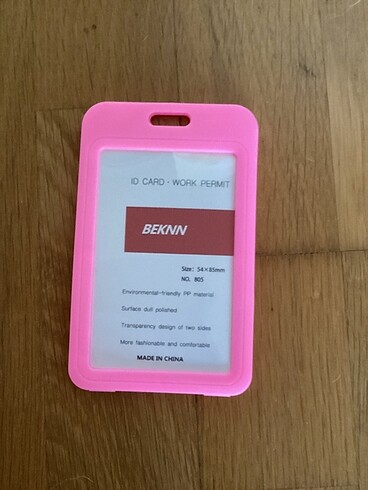 ID CARD · WORK PERMIT
BEKNN
Size: 54×85mm
NO. 805
Environmental-friendly PP material
Surface dull polished
Transparency design of two sides
More fashionable and comfortable
MADE IN CHINA